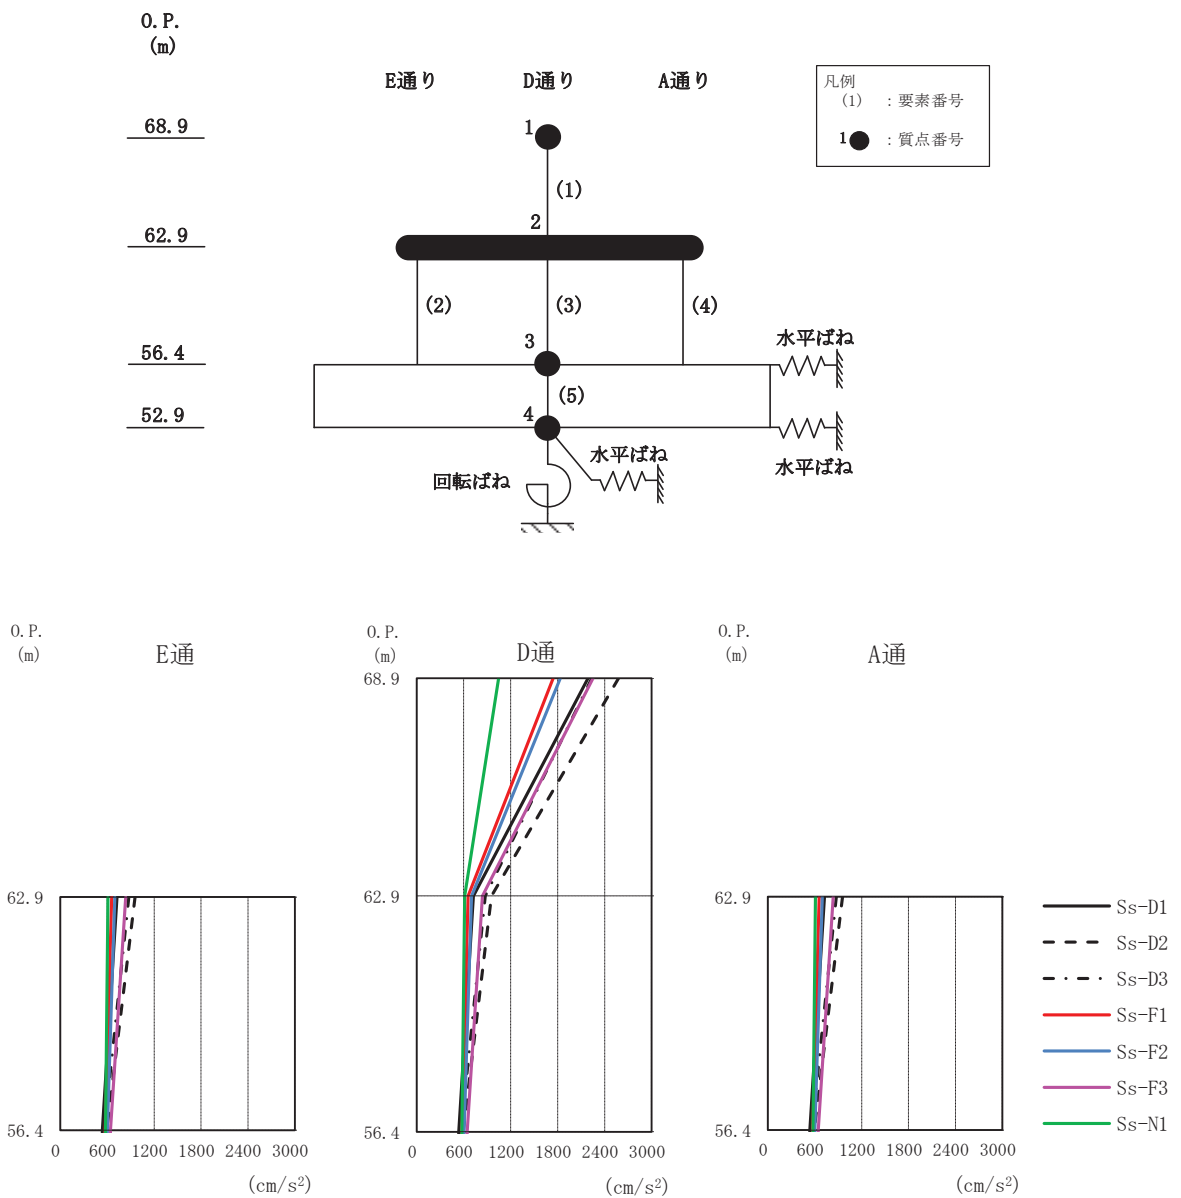 O.P.
(m)
E通り D通り A通り
凡例
(1) ：要素番号
1 ：質点番号
68.9
1
(1)
2
62.9
(2) (3) (4)
3
56.4
水平ばね
(5)
4
52.9
水平ばね
水平ばね
回転ばね
O.P.
(m)
E通
62.9
56.4
0 600 1200 1800 2400 3000
(cm/s²)
O.P.
(m)
D通
68.9
62.9
56.4
0 600 1200 1800 2400 3000
(cm/s²)
O.P.
(m)
A通
62.9
56.4
0 600 1200 1800 2400 3000
(cm/s²)
Ss-D1
Ss-D2
Ss-D3
Ss-F1
Ss-F2
Ss-F3
Ss-N1